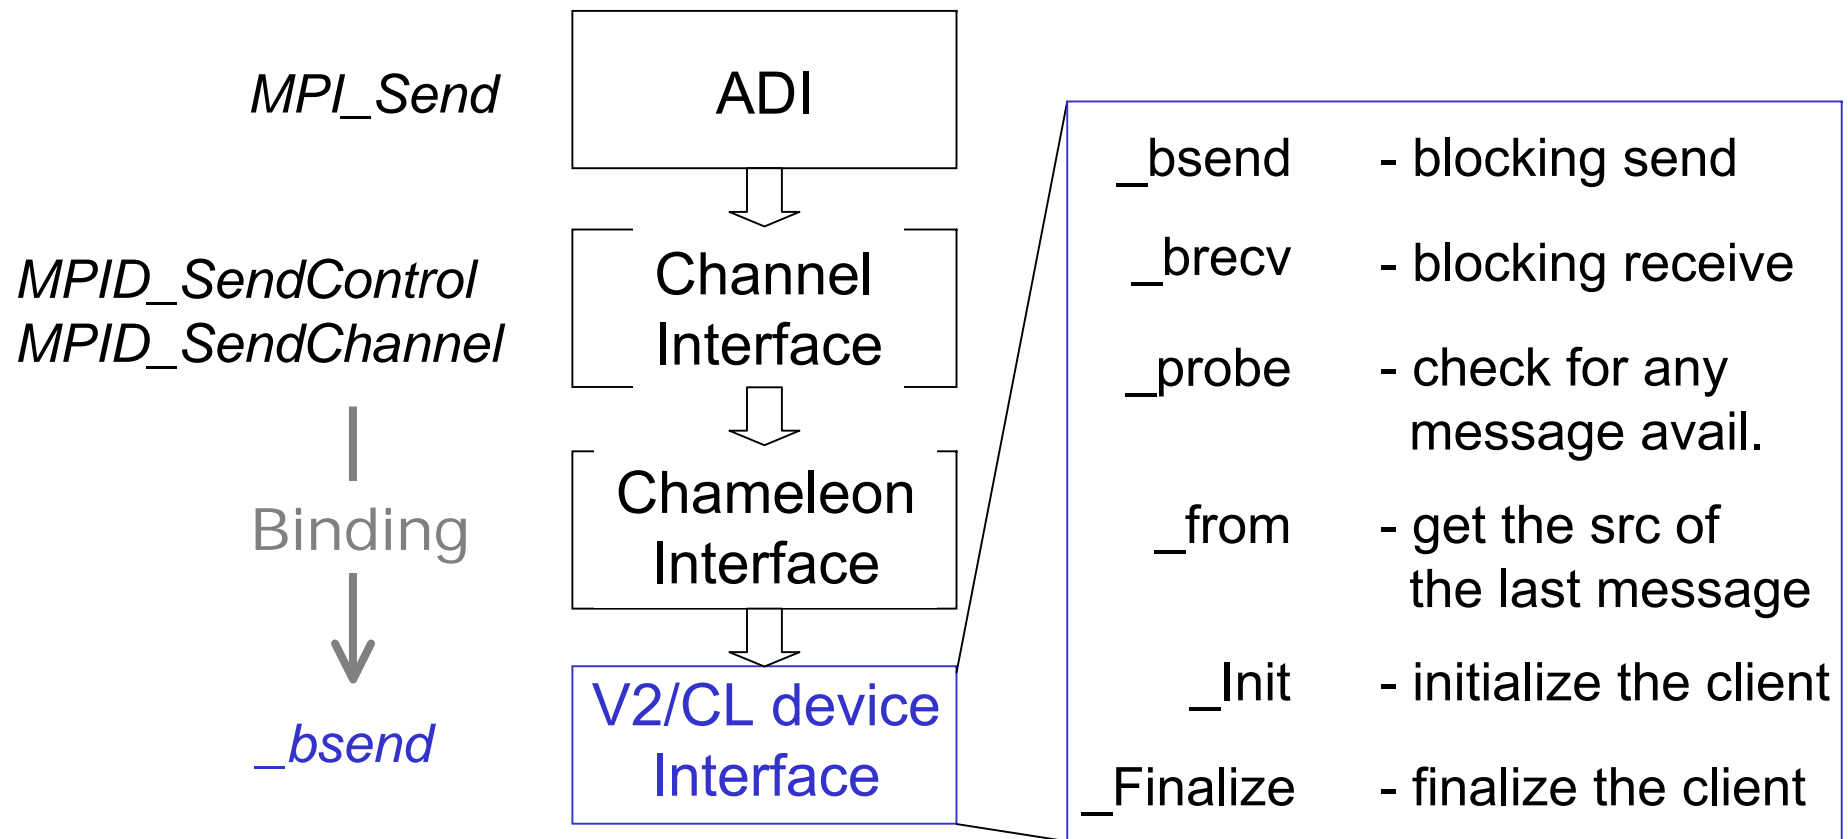 MPI_Send
ADI
MPID_SendControl
MPID_SendChannel
Channel
Interface
Binding
Chameleon
Interface
_bsend
V2/CL device
Interface
_bsend - blocking send
_brecv - blocking receive
_probe - check for any
message avail.
_from - get the src of
the last message
_Init - initialize the client
_Finalize - finalize the client